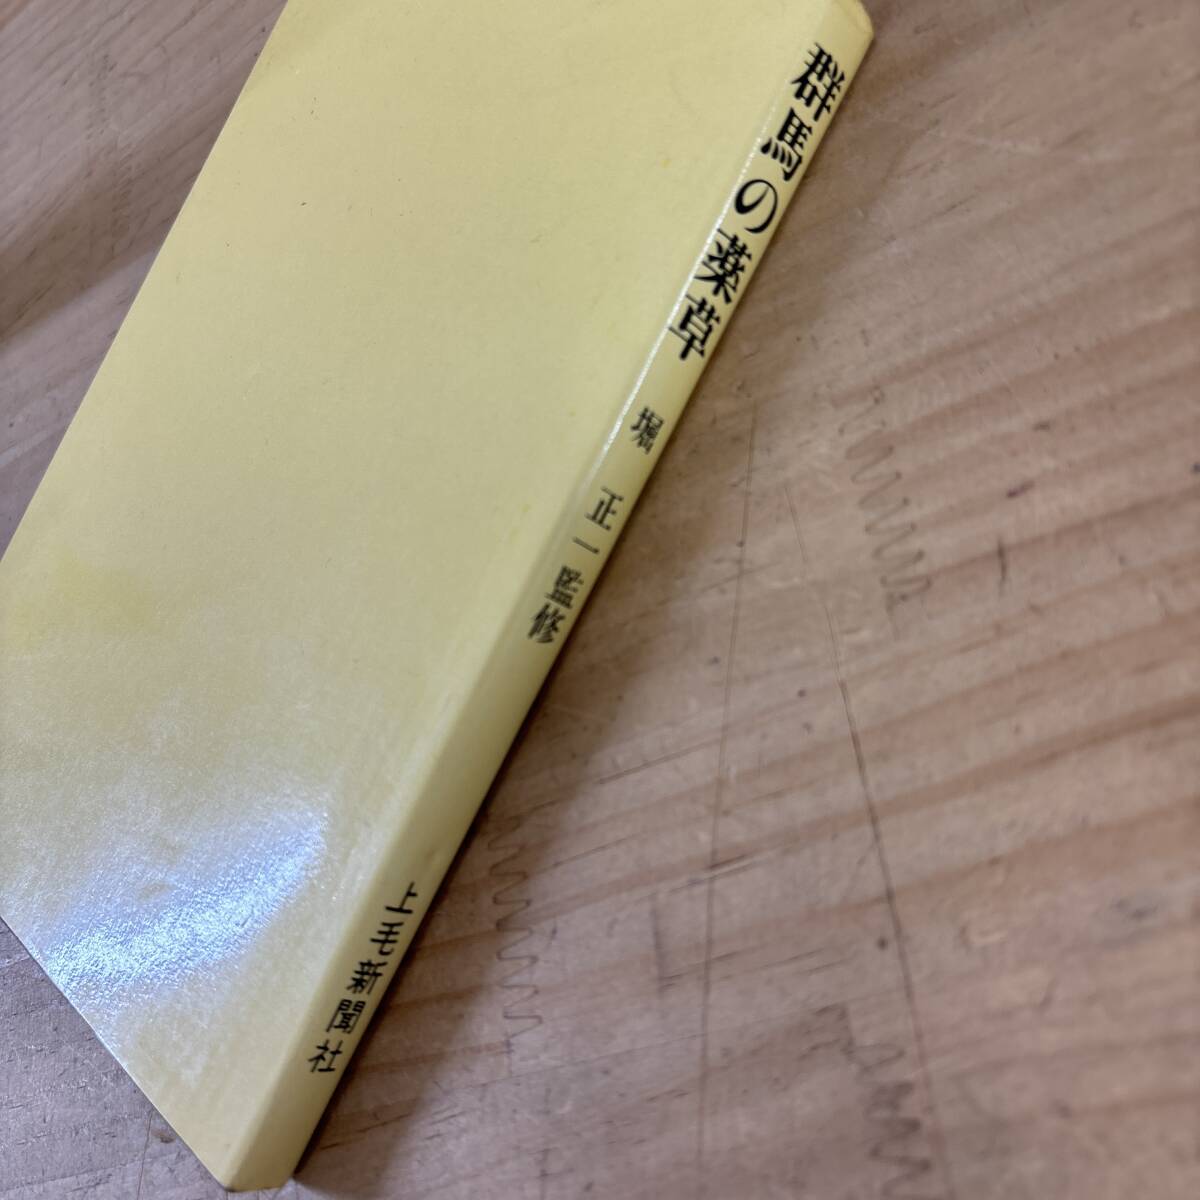 群馬の薬草
堀 正一監修
上毛新聞社